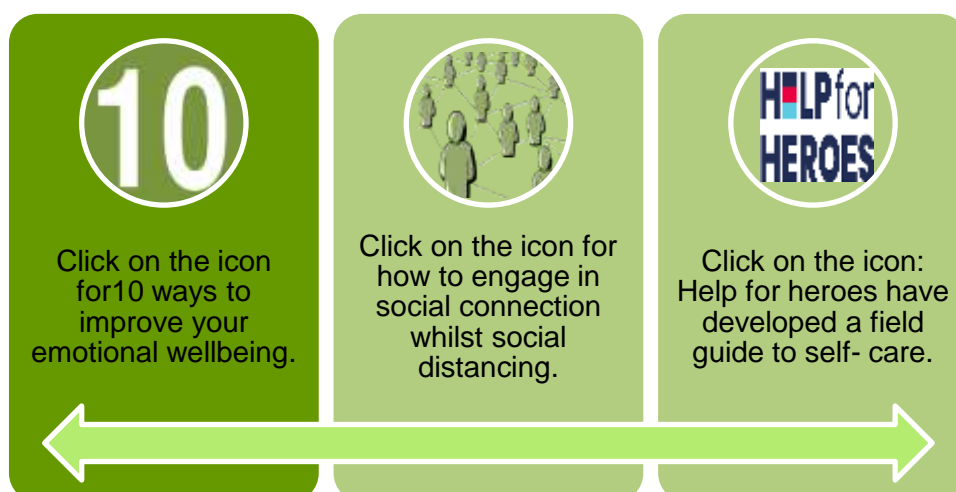 10
Click on the icon
for10 ways to
improve your
emotional wellbeing.
Click on the icon for
how to engage in
social connection
whilst social
distancing.
HELP for
HEROES
Click on the icon:
Help for heroes have
developed a field
guide to self- care.